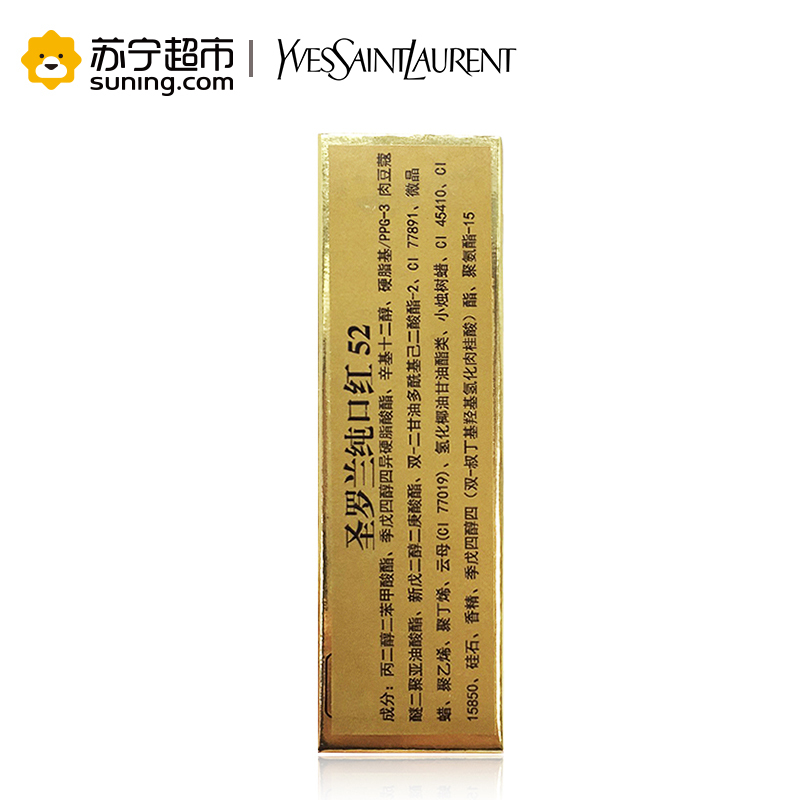 苏宁超市
suning.com
YVESSAINTLAURENT
圣罗兰纯口红 52
成分：丙二醇二苯甲酸酯、季戊四醇四异硬脂酸酯、辛基十二醇、硬脂基/PPG-3 肉豆蔻
醚二聚亚油酸酯、新戊二醇二庚酸酯、双-二甘油多酰基己二酸酯-2、CI 77891、微晶
蜡、聚乙烯、聚丁烯、云母(CI 77019)、氢化椰油甘油酯类、小烛树蜡、CI 45410、CI
15850、硅石、香精、季戊四醇四（双-叔丁基羟基氢化肉桂酸）酯、聚氨酯-15